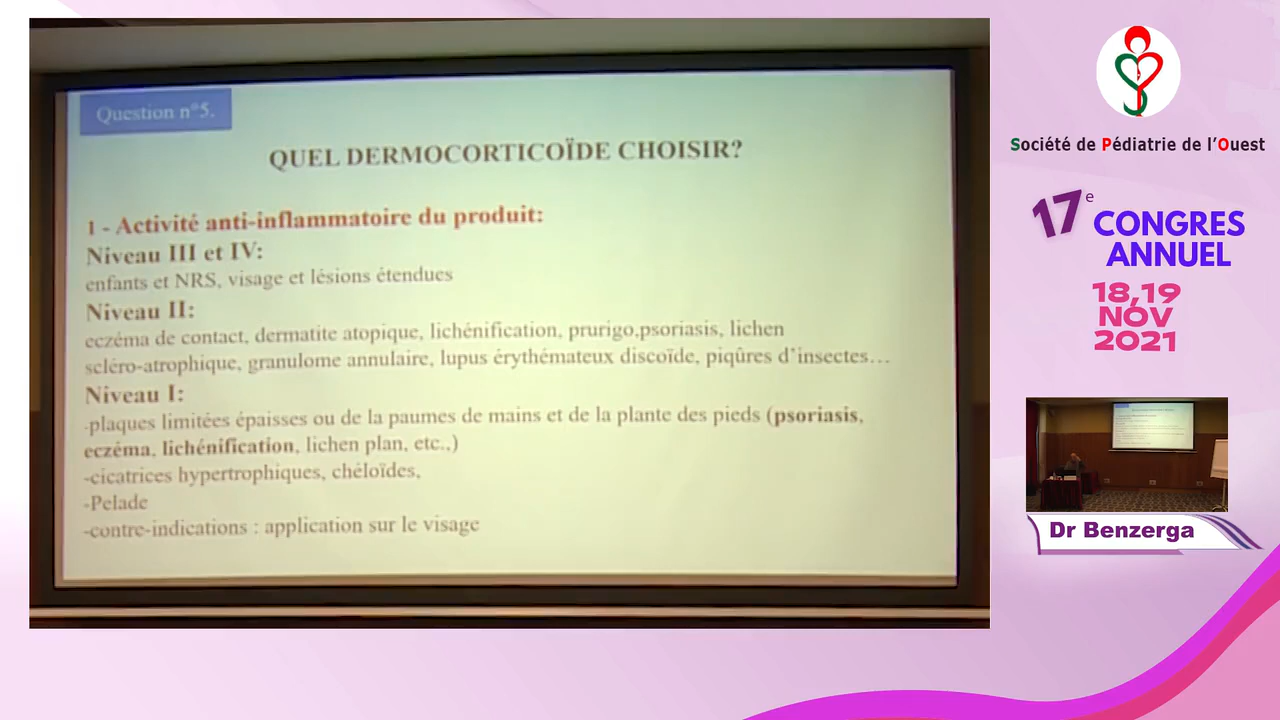 Question n°5.
QUEL DERMOCORTICOÏDE CHOISIR?
1 - Activité anti-inflammatoire du produit:
Niveau III et IV:
enfants et NRS, visage et lésions étendues
Niveau II:
eczéma de contact, dermatite atopique, lichénification, prurigo,psoriasis, lichen
scléro-atrophique, granulome annulaire, lupus érythémateux discoïde, piqûres d'insectes…
Niveau I:
-plaques limitées épaisses ou de la paumes de mains et de la plante des pieds (psoriasis,
eczéma, lichénification, lichen plan, etc.,)
-cicatrices hypertrophiques, chéloïdes,
-Pelade
-contre-indications : application sur le visage
Société de Pédiatrie de l'Ouest
17e
CONGRES
ANNUEL
18,19
NOV
2021
Dr Benzerga